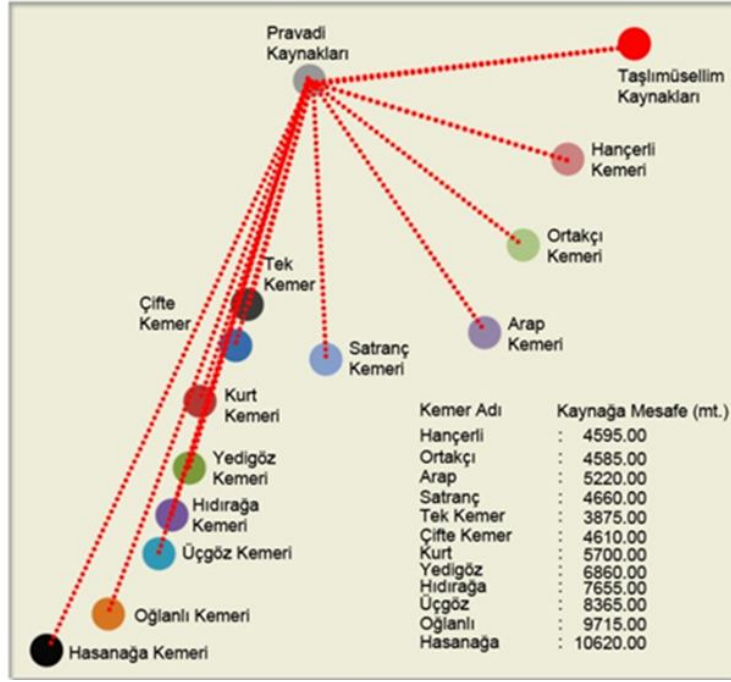 Pravadi
Kaynakları
Taşlımüsellim
Kaynakları
Hançerli
Kemeri
Ortakçı
Kemeri
Tek
Kemer
Çifte
Kemer
Arap
Kemeri
Satranç
Kemeri
Kurt
Kemeri
Yedigöz
Kemeri
Hıdırağa
Kemeri
Üçgöz Kemeri
Oğlanlı Kemeri
Hasanağa Kemeri
Kemer Adı Kaynağa Mesafe (mt.)
Hançerli : 4595.00
Ortakçı : 4585.00
Arap : 5220.00
Satranç : 4660.00
Tek Kemer : 3875.00
Çifte Kemer : 4610.00
Kurt : 5700.00
Yedigöz : 6860.00
Hıdırağa : 7655.00
Üçgöz : 8365.00
Oğlanlı : 9715.00
Hasanağa : 10620.00